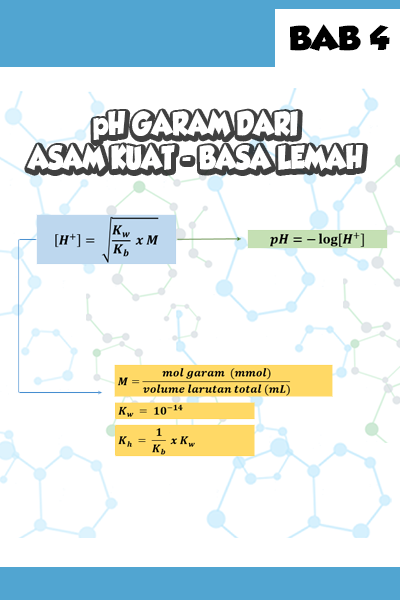 BAB 4
pH GARAM DARI
ASAM KUAT - BASA LEMAH
[H⁺] = √(K_w / K_b x M)
pH = − log[H⁺]
M = mol garam (mmol) / volume larutan total (mL)
K_w = 10⁻¹⁴
K_h = 1 / K_b x K_w